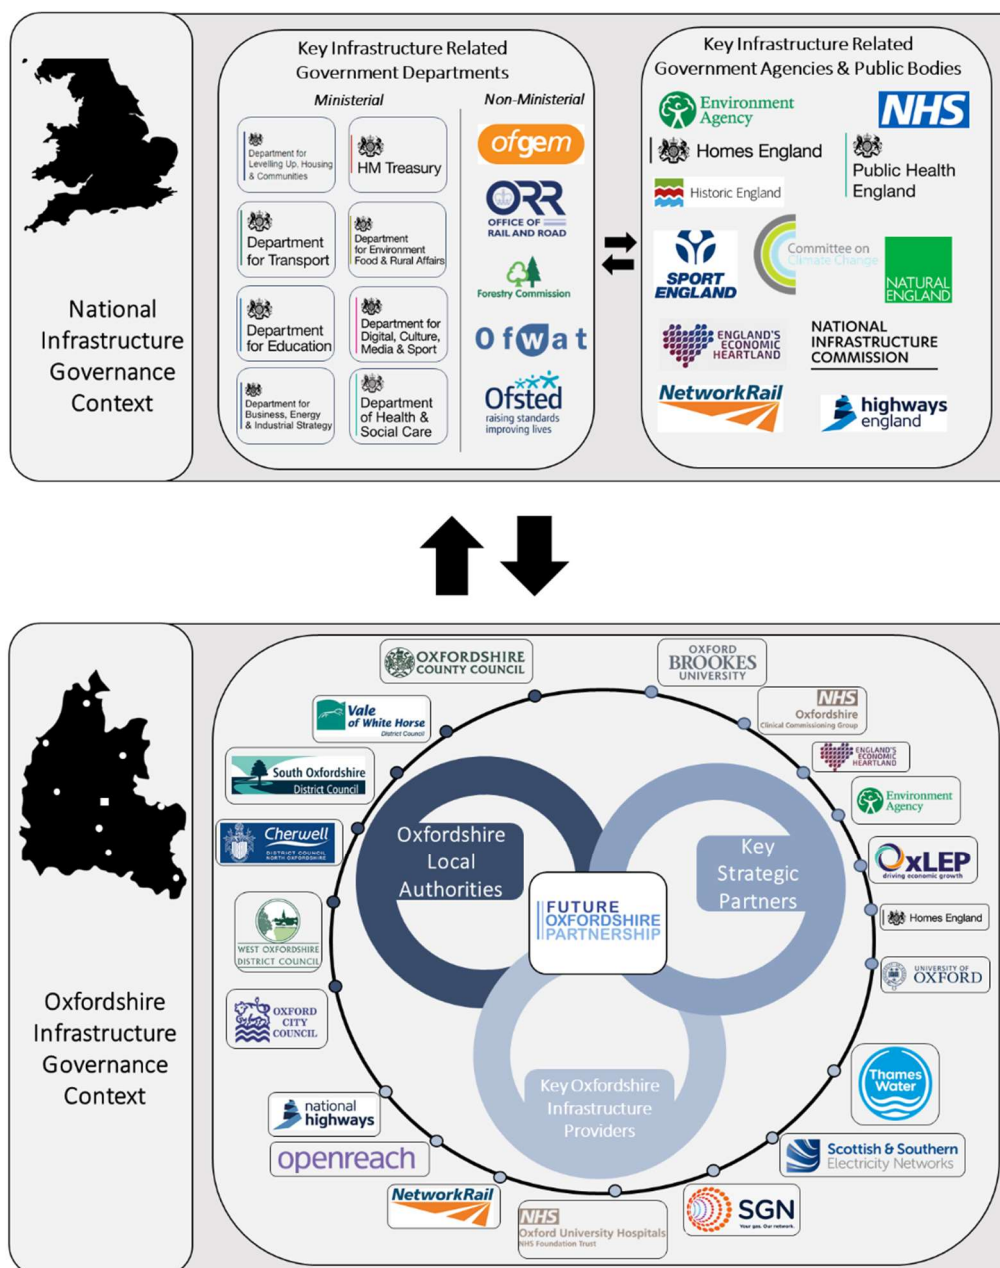 National
Infrastructure
Governance
Context
Key Infrastructure Related
Government Departments
Ministerial
Non-Ministerial
Department for
Levelling Up, Housing
& Communities
HM Treasury
Department
for Transport
Department
for Environment
Food & Rural Affairs
Department
for Education
Department for
Digital, Culture,
Media & Sport
Department for
Business, Energy
& Industrial Strategy
Department
of Health &
Social Care
ofgem
ORR
OFFICE OF
RAIL AND ROAD
Forestry Commission
Ofwat
Ofsted
raising standards
improving lives
Key Infrastructure Related
Government Agencies & Public Bodies
Environment
Agency
NHS
Homes England
Public Health
England
Historic England
SPORT
ENGLAND
Committee on
Climate Change
NATURAL
ENGLAND
ENGLAND'S
ECONOMIC
HEARTLAND
NATIONAL
INFRASTRUCTURE
COMMISSION
NetworkRail
highways
england
Oxfordshire
Infrastructure
Governance
Context
OXFORDSHIRE
COUNTY COUNCIL
Vale
of White Horse
District Council
South Oxfordshire
District Council
Cherwell
DISTRICT COUNCIL
NORTH OXFORDSHIRE
WEST OXFORDSHIRE
DISTRICT COUNCIL
OXFORD
CITY
COUNCIL
OXFORD
BROOKES
UNIVERSITY
NHS
Oxfordshire
Clinical Commissioning Group
ENGLAND'S
ECONOMIC
HEARTLAND
Environment
Agency
OxLEP
driving economic growth
Homes England
UNIVERSITY OF
OXFORD
Oxfordshire
Local
Authorities
Key
Strategic
Partners
FUTURE
OXFORDSHIRE
PARTNERSHIP
Key Oxfordshire
Infrastructure
Providers
national
highways
openreach
NetworkRail
NHS
Oxford University Hospitals
NHS Foundation Trust
SGN
Your gas. Our network.
Scottish & Southern
Electricity Networks
Thames
Water